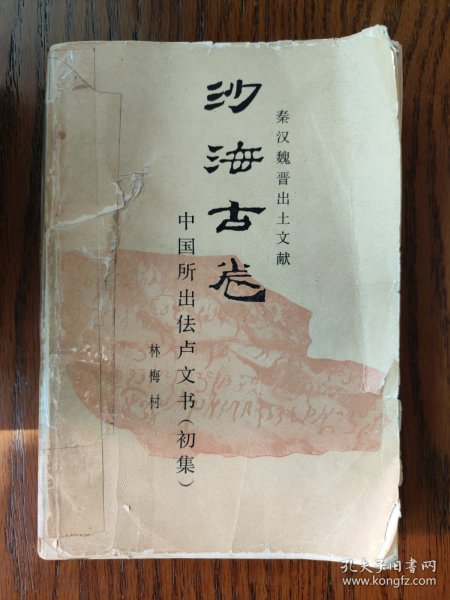 秦汉魏晋出土文献
沙海古卷
中国所出佉卢文书（初集）
林梅村
孔夫子旧书网
www.kongfz.com